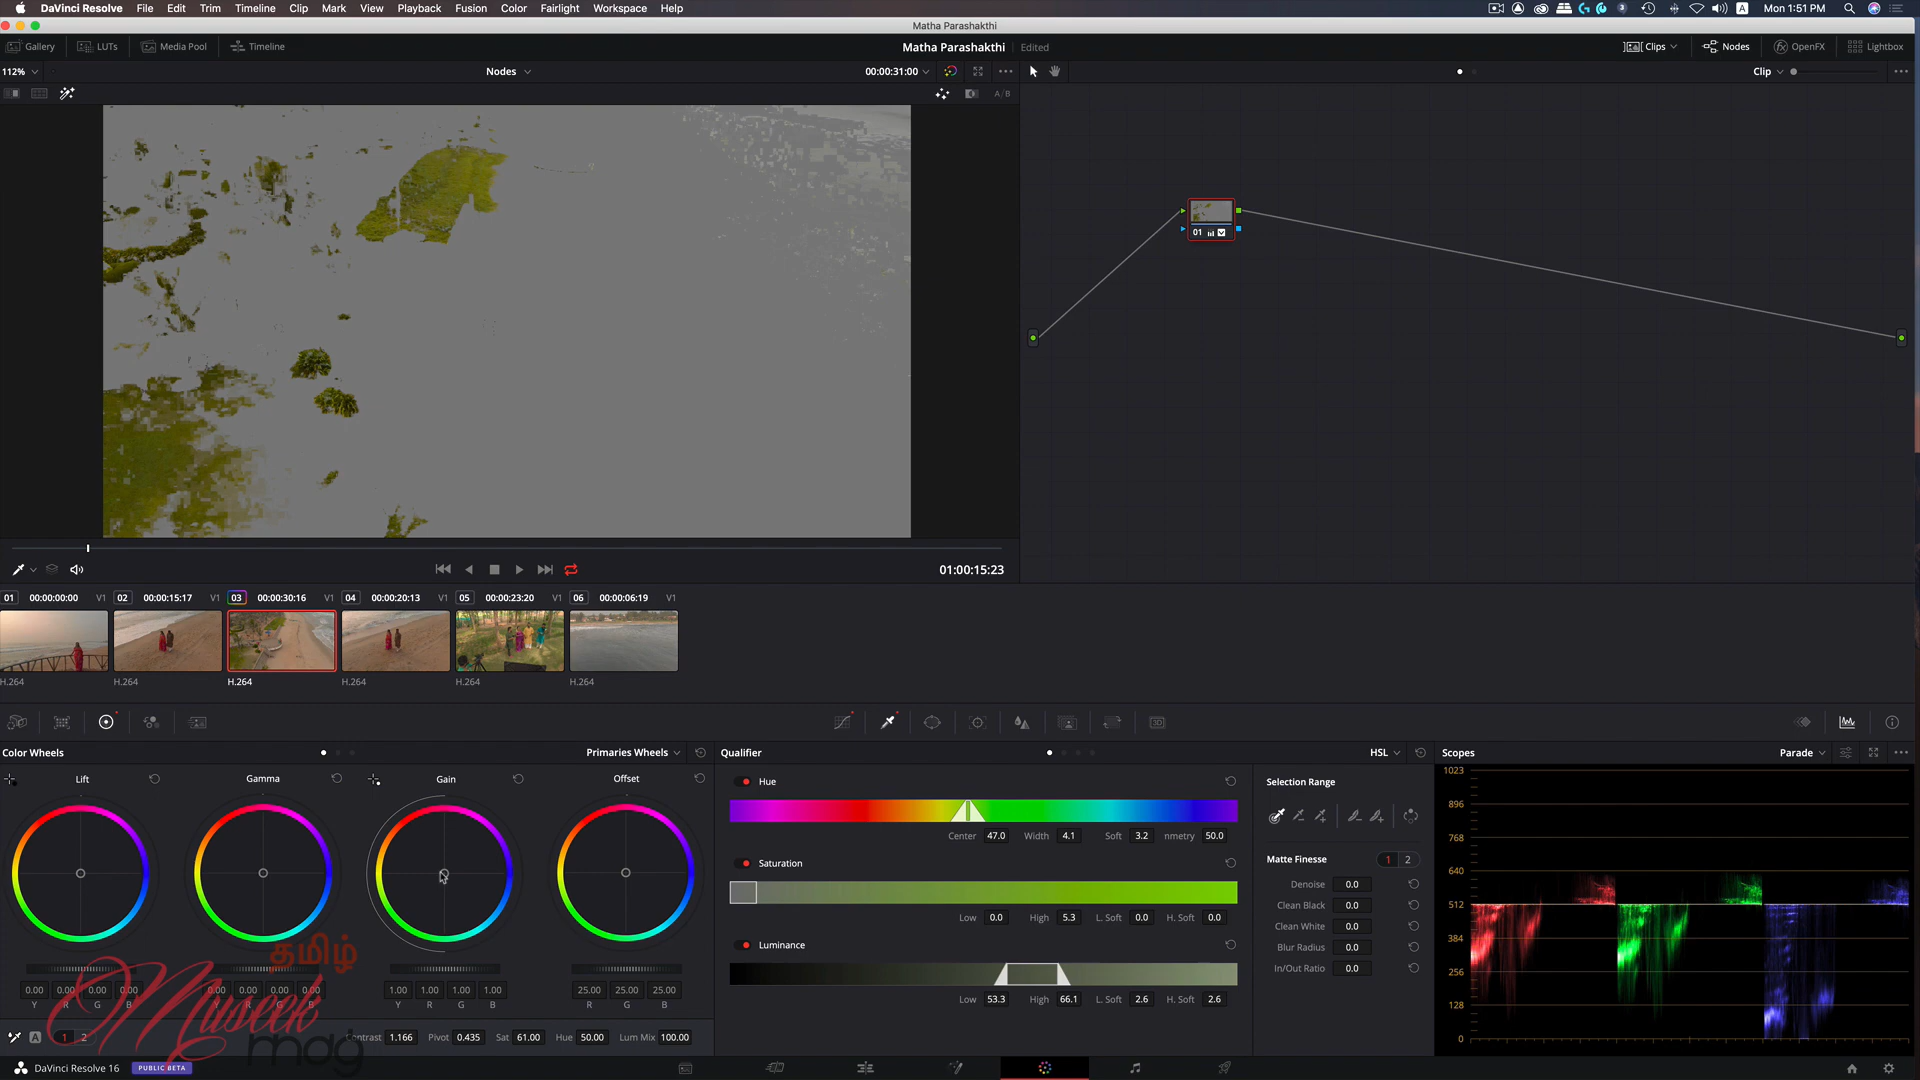 DaVinci Resolve File Edit Trim Timeline Clip Mark View Playback Fusion Color Fairlight Workspace Help
Mon 1:51 PM
Matha Parashakthi
Gallery LUTs Media Pool Timeline
Matha Parashakthi Edited
Clips Nodes OpenFX Lightbox
112% Nodes 00:00:31:00 Clip
A/B
01
01:00:15:23
01 00:00:00:00 V1 02 00:00:15:17 V1 03 00:00:30:16 V1 04 00:00:20:13 V1 05 00:00:23:20 V1 06 00:00:06:19 V1
H.264 H.264 H.264 H.264 H.264 H.264
Color Wheels Primaries Wheels Qualifier HSL Scopes Parade
Lift Gamma Gain Offset
Hue
Center 47.0 Width 4.1 Soft 3.2 nmetry 50.0
Saturation
Low 0.0 High 5.3 L. Soft 0.0 H. Soft 0.0
Luminance
Low 53.3 High 66.1 L. Soft 2.6 H. Soft 2.6
Selection Range
Matte Finesse 1 2
Denoise 0.0
Clean Black 0.0
Clean White 0.0
Blur Radius 0.0
In/Out Ratio 0.0
1023
896
768
640
512
384
256
128
0
0.00 0.00 0.00 0.00 0.00 0.00 0.00 0.00 1.00 1.00 1.00 1.00 25.00 25.00 25.00
Y R G B Y R G B Y R G B R G B
A 1 2 Contrast 1.166 Pivot 0.435 Sat 61.00 Hue 50.00 Lum Mix 100.00
தமிழ்
Museek
mag
DaVinci Resolve 16 PUBLIC BETA